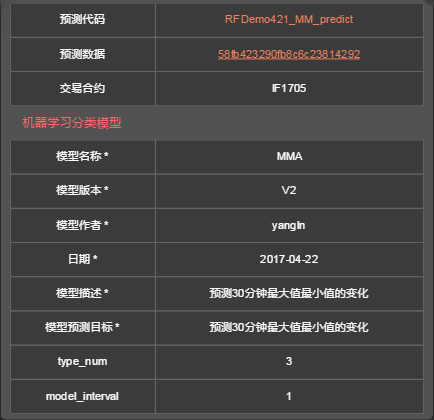 预测代码 RFDemo421_MM_predict
预测数据 58fb423290fb8c6c23814292
交易合约 IF1705
机器学习分类模型
模型名称 * MMA
模型版本 * V2
模型作者 * yangln
日期 * 2017-04-22
模型描述 * 预测30分钟最大值最小值的变化
模型预测目标 * 预测30分钟最大值最小值的变化
type_num 3
model_interval 1